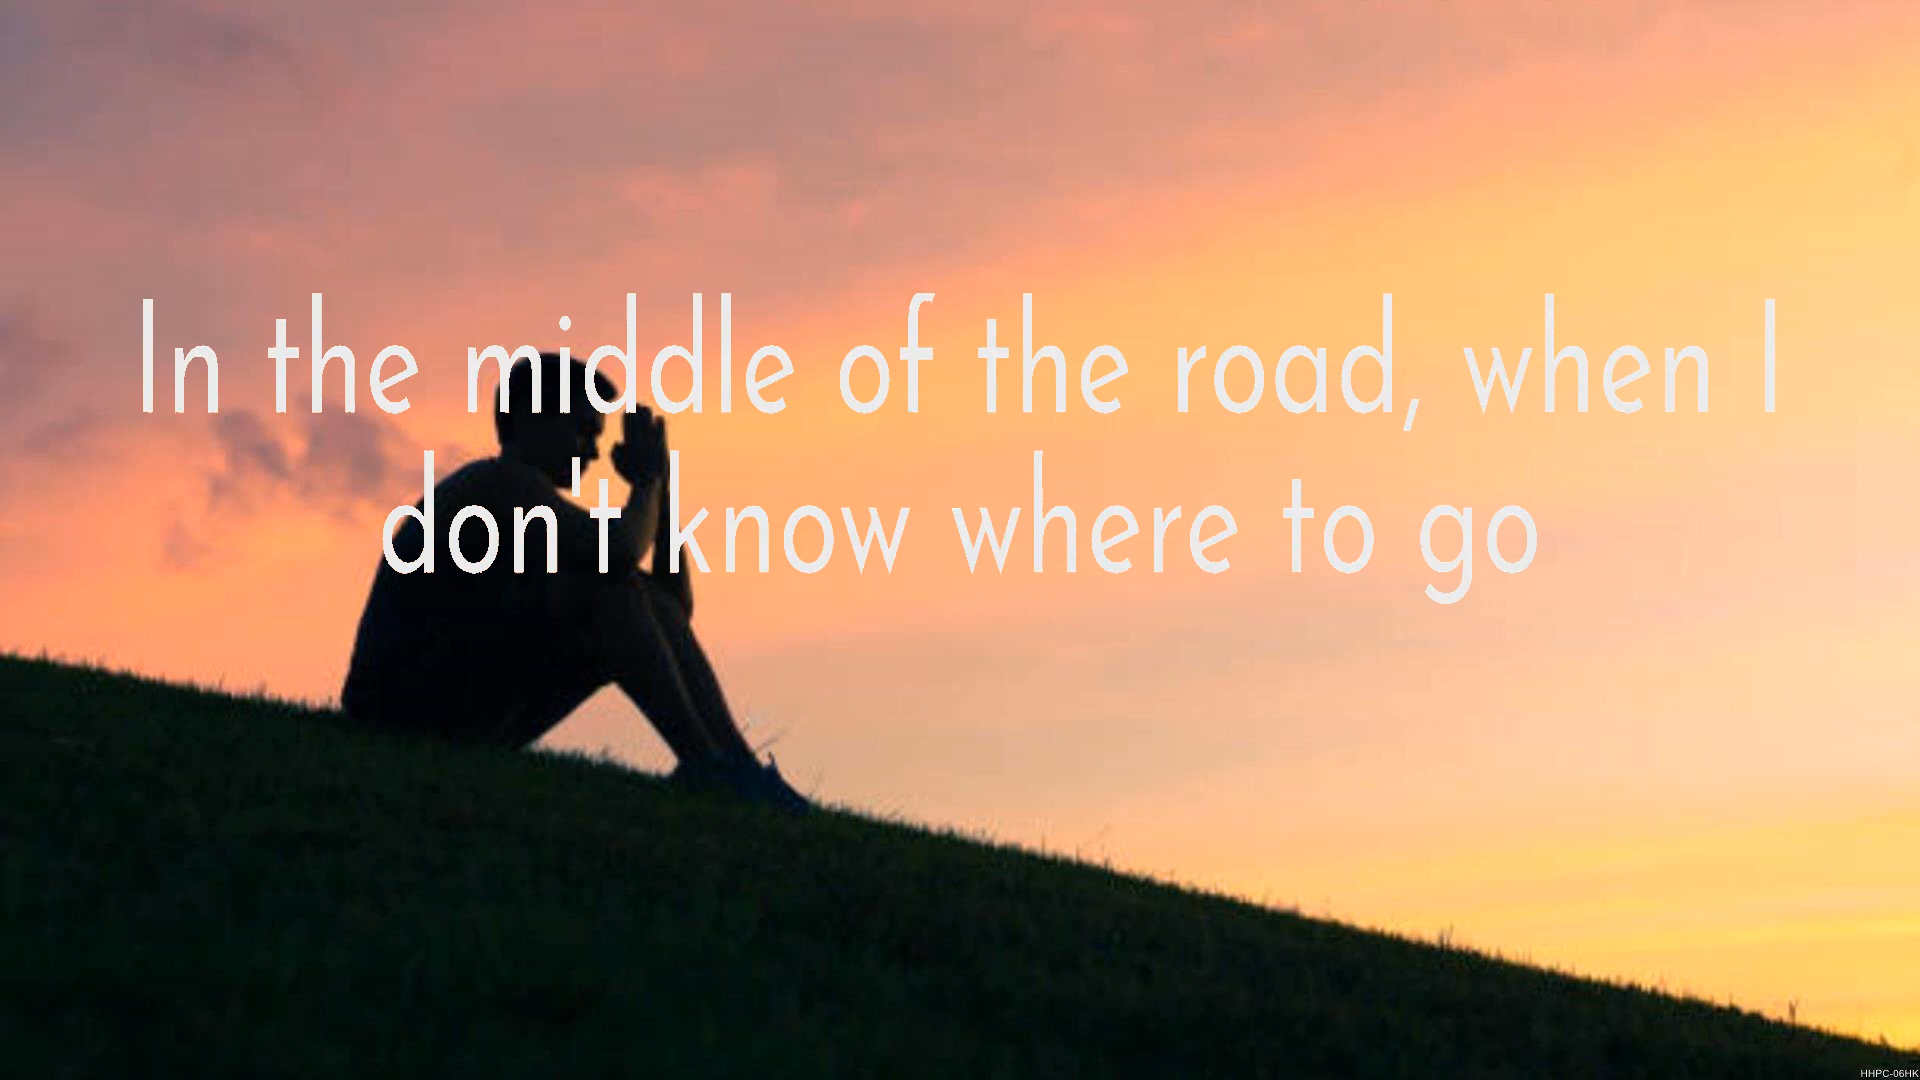 In the middle of the road, when I
don't know where to go
HHPC-06HK